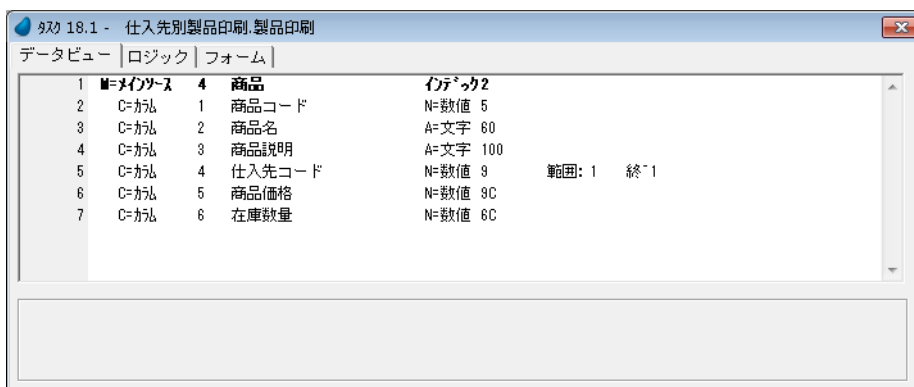 ﾀｽｸ 18.1 - 仕入先別製品印刷.製品印刷
データビュー ロジック フォーム
1 M=ﾒｲﾝｿｰｽ 4 商品 ｲﾝﾃﾞｯｸ 2
2 C=ｶﾗﾑ 1 商品コード N=数値 5
3 C=ｶﾗﾑ 2 商品名 A=文字 60
4 C=ｶﾗﾑ 3 商品説明 A=文字 100
5 C=ｶﾗﾑ 4 仕入先コード N=数値 9 範囲: 1 終~1
6 C=ｶﾗﾑ 5 商品価格 N=数値 9C
7 C=ｶﾗﾑ 6 在庫数量 N=数値 6C